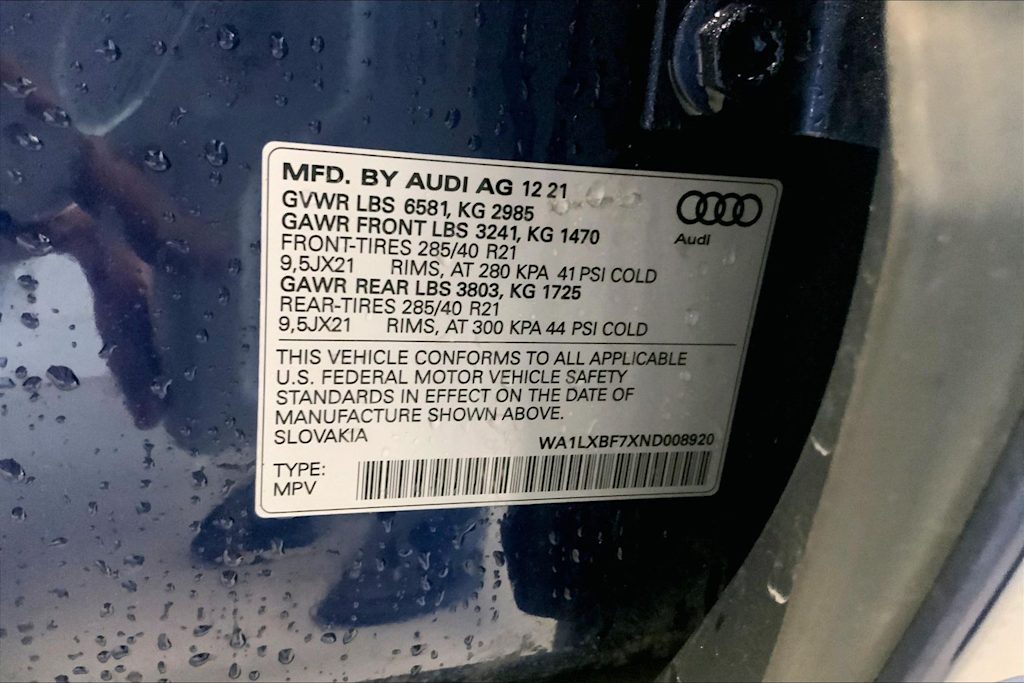 MFD. BY AUDI AG 12 21
GVWR LBS 6581, KG 2985
GAWR FRONT LBS 3241, KG 1470
FRONT-TIRES 285/40 R21
9,5JX21 RIMS, AT 280 KPA 41 PSI COLD
GAWR REAR LBS 3803, KG 1725
REAR-TIRES 285/40 R21
9,5JX21 RIMS, AT 300 KPA 44 PSI COLD
Audi
THIS VEHICLE CONFORMS TO ALL APPLICABLE
U.S. FEDERAL MOTOR VEHICLE SAFETY
STANDARDS IN EFFECT ON THE DATE OF
MANUFACTURE SHOWN ABOVE.
SLOVAKIA WA1LXBF7XND008920
TYPE:
MPV